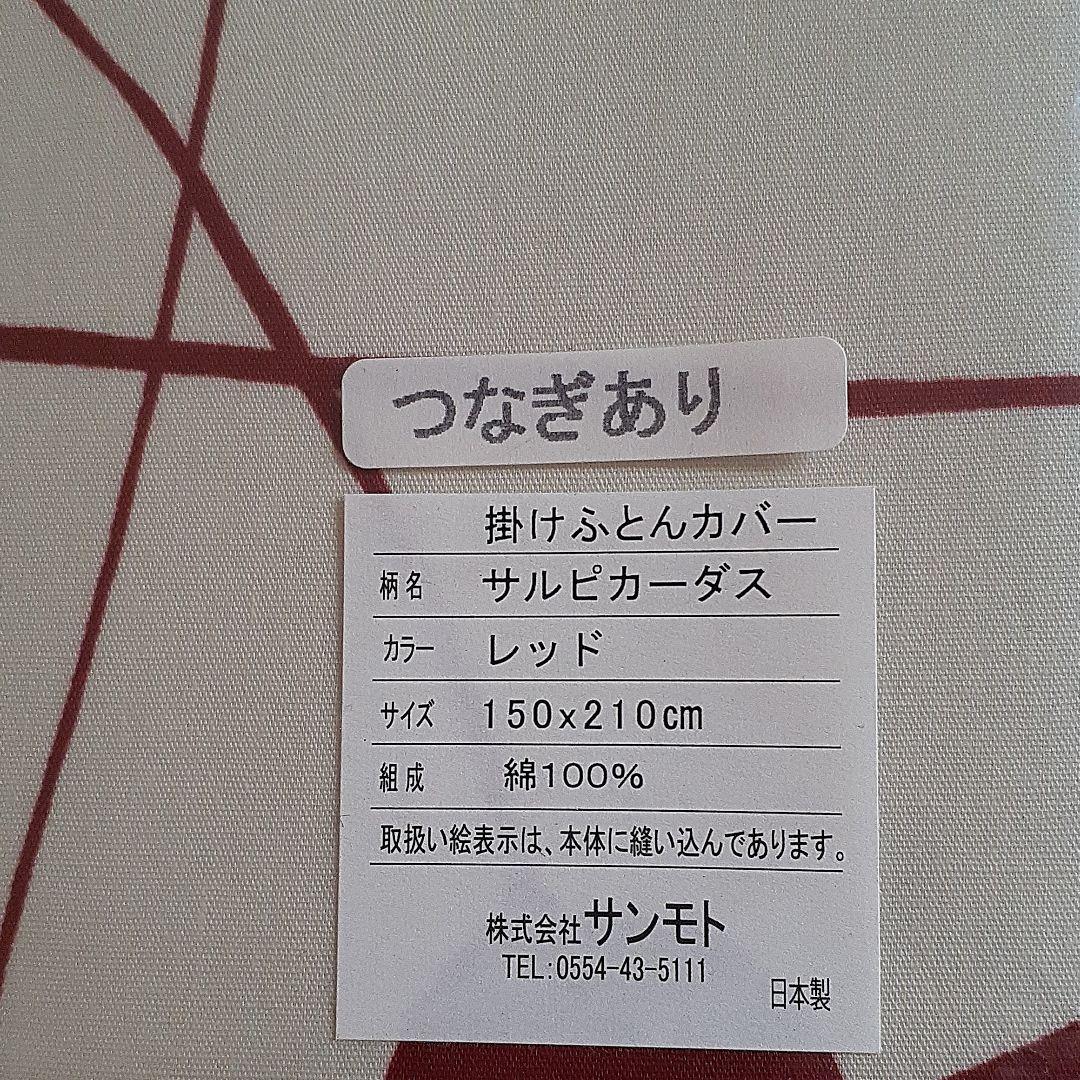 つなぎあり
掛けふとんカバー
柄名 サルピカーダス
カラー レッド
サイズ 150x210cm
組成 綿100%
取扱い絵表示は、本体に縫い込んであります。
株式会社サンモト
TEL:0554-43-5111
日本製